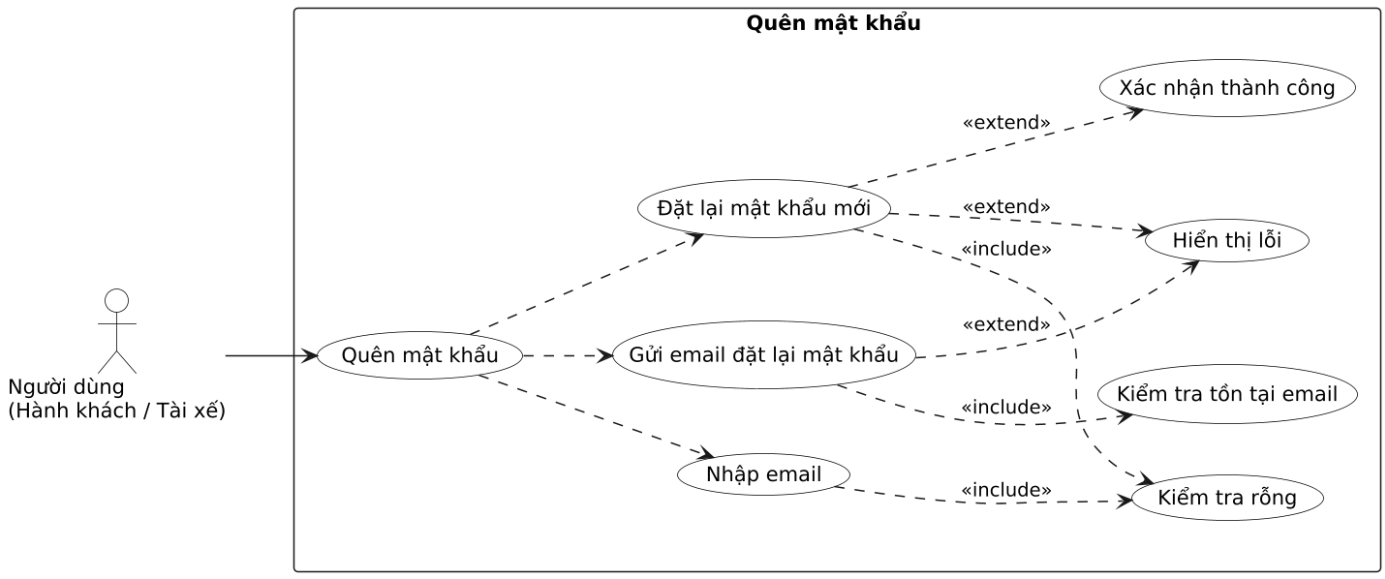 Quên mật khẩu
Xác nhận thành công
«extend»
Đặt lại mật khẩu mới
«extend»
Hiển thị lỗi
«include»
«extend»
Quên mật khẩu
Gửi email đặt lại mật khẩu
Người dùng
(Hành khách / Tài xế)
Kiểm tra tồn tại email
«include»
Nhập email
«include»
Kiểm tra rỗng